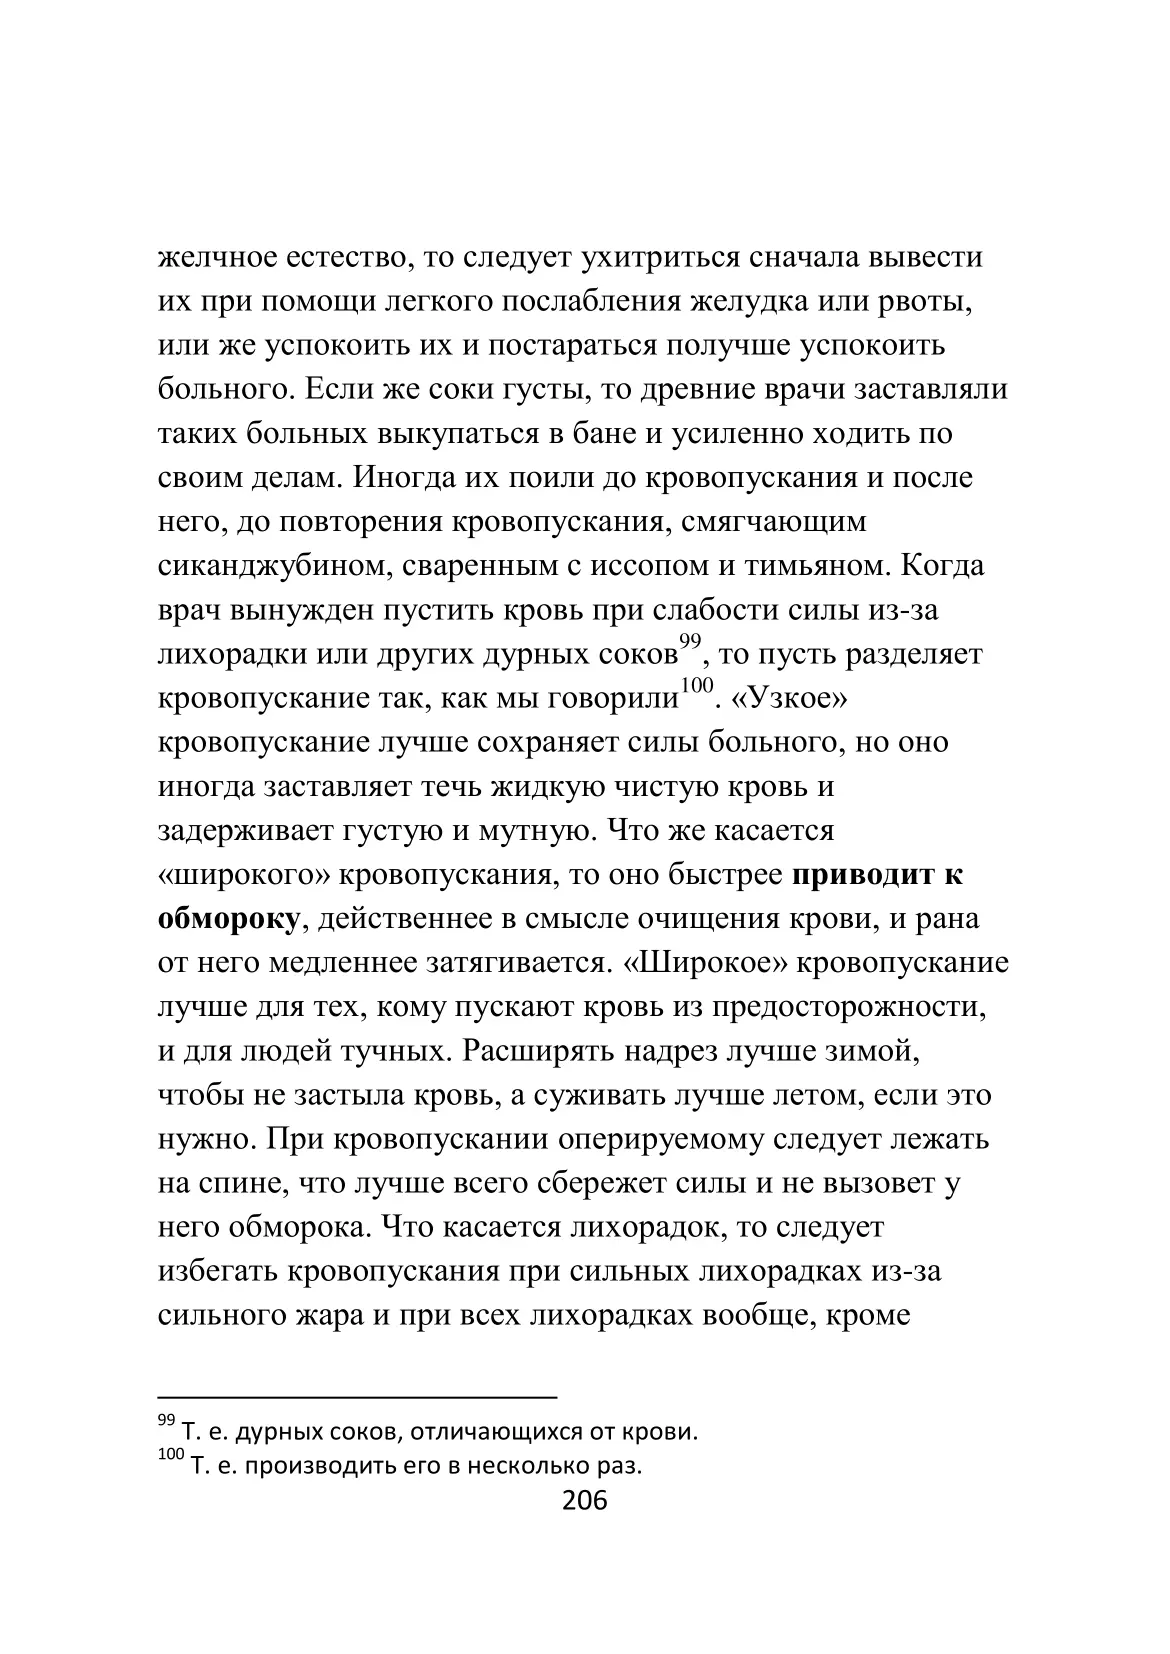 желчное естество, то следует ухитриться сначала вывести
их при помощи легкого послабления желудка или рвоты,
или же успокоить их и постараться получше успокоить
больного. Если же соки густы, то древние врачи заставляли
таких больных выкупаться в бане и усиленно ходить по
своим делам. Иногда их поили до кровопускания и после
него, до повторения кровопускания, смягчающим
сиканджубином, сваренным с иссопом и тимьяном. Когда
врач вынужден пустить кровь при слабости силы из-за
лихорадки или других дурных соков99, то пусть разделяет
кровопускание так, как мы говорили100. «Узкое»
кровопускание лучше сохраняет силы больного, но оно
иногда заставляет течь жидкую чистую кровь и
задерживает густую и мутную. Что же касается
«широкого» кровопускания, то оно быстрее приводит к
обмороку, действеннее в смысле очищения крови, и рана
от него медленнее затягивается. «Широкое» кровопускание
лучше для тех, кому пускают кровь из предосторожности,
и для людей тучных. Расширять надрез лучше зимой,
чтобы не застыла кровь, а суживать лучше летом, если это
нужно. При кровопускании оперируемому следует лежать
на спине, что лучше всего сбережет силы и не вызовет у
него обморока. Что касается лихорадок, то следует
избегать кровопускания при сильных лихорадках из-за
сильного жара и при всех лихорадках вообще, кроме
99 Т. е. дурных соков, отличающихся от крови.
100 Т. е. производить его в несколько раз.
206